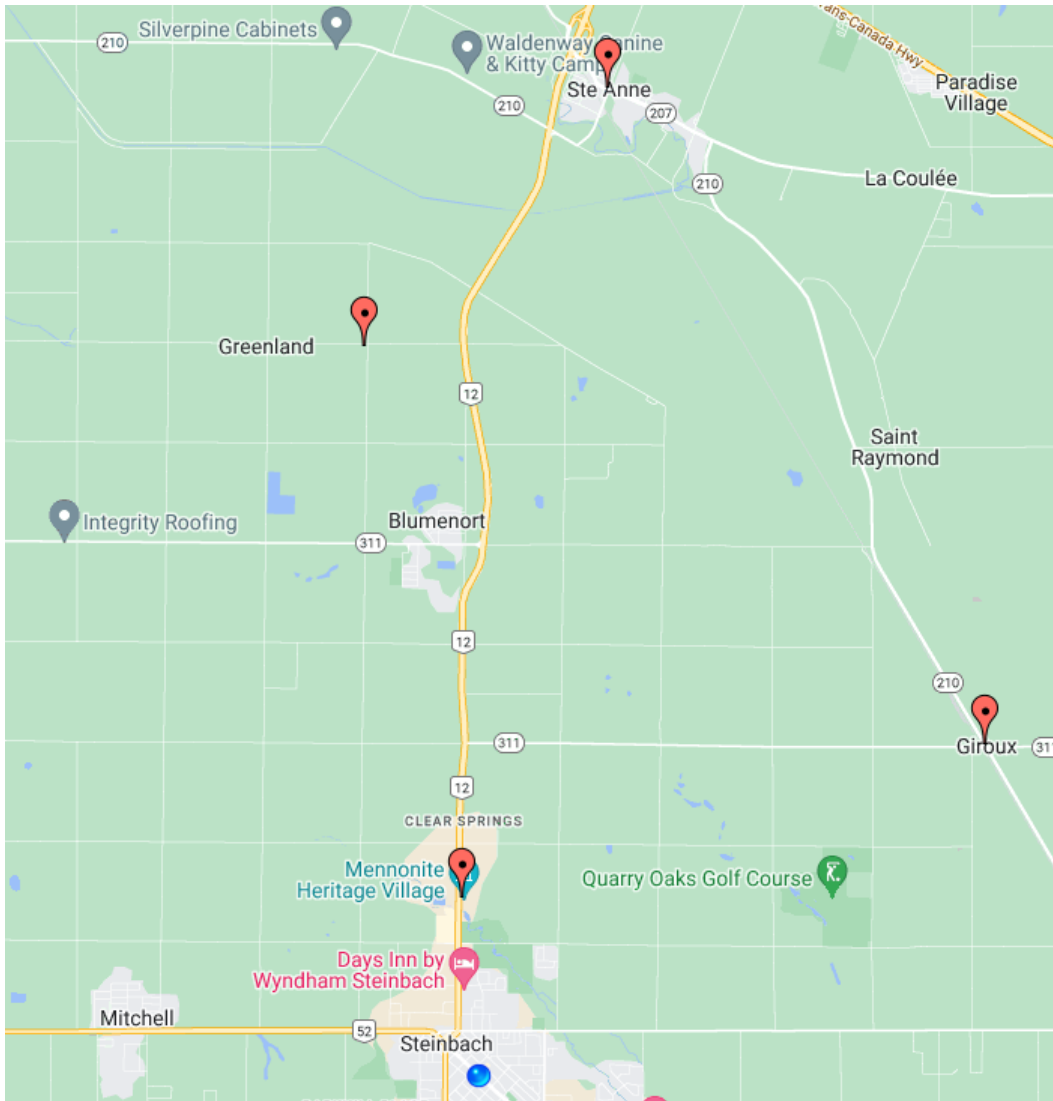 Silverpine Cabinets
210
Waldenway Canine
& Kitty Camp
Trans-Canada Hwy
Paradise
Village
Ste Anne
210
207
La Coulée
210
Greenland
12
Saint
Raymond
Integrity Roofing
Blumenort
311
12
210
311
Giroux
311
12
CLEAR SPRINGS
Mennonite
Heritage Village
Quarry Oaks Golf Course
Days Inn by
Wyndham Steinbach
Mitchell
52
Steinbach